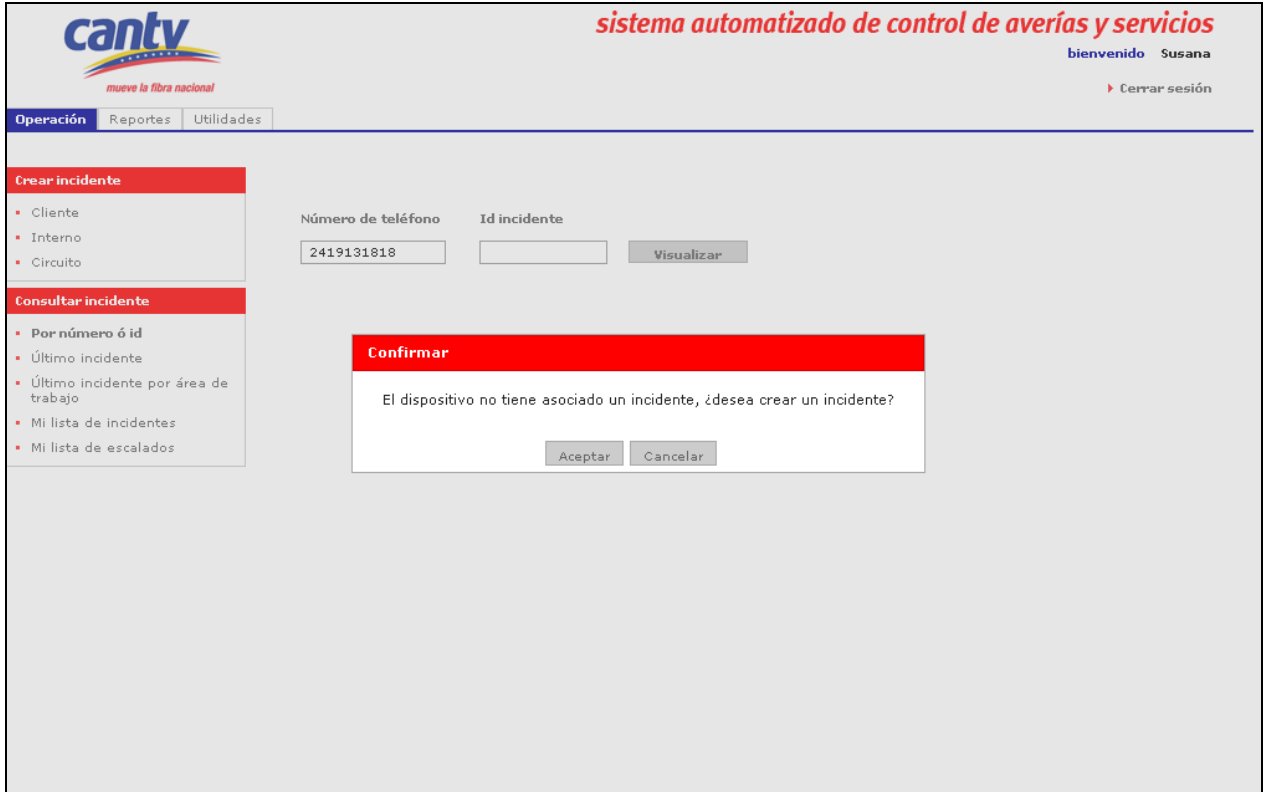 cantv
mueve la fibra nacional
sistema automatizado de control de averías y servicios
bienvenido Susana
Cerrar sesión
Operación Reportes Utilidades
Crear incidente
Cliente
Interno
Circuito
Consultar incidente
Por número ó id
Último incidente
Último incidente por área de
trabajo
Mi lista de incidentes
Mi lista de escalados
Número de teléfono Id incidente
2419131818 Visualizar
Confirmar
El dispositivo no tiene asociado un incidente, ¿desea crear un incidente?
Aceptar Cancelar